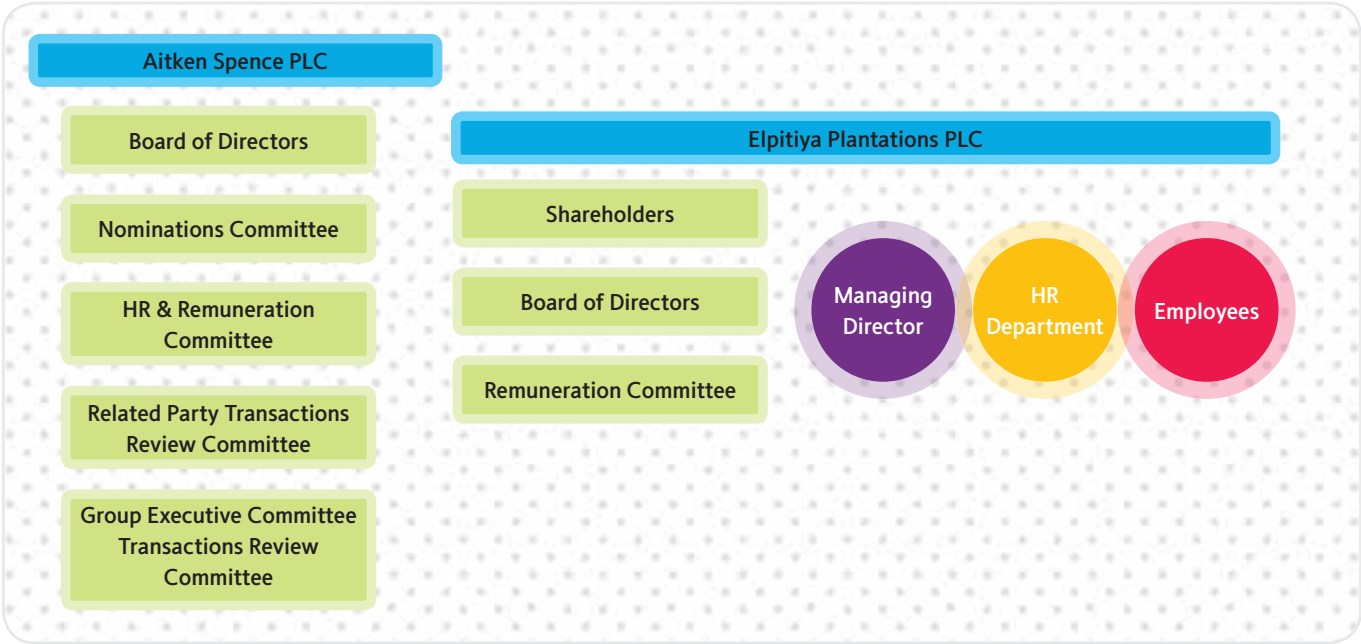 Aitken Spence PLC
Board of Directors
Nominations Committee
HR & Remuneration
Committee
Related Party Transactions
Review Committee
Group Executive Committee
Transactions Review
Committee
Elpitiya Plantations PLC
Shareholders
Board of Directors
Remuneration Committee
Managing
Director
HR
Department
Employees